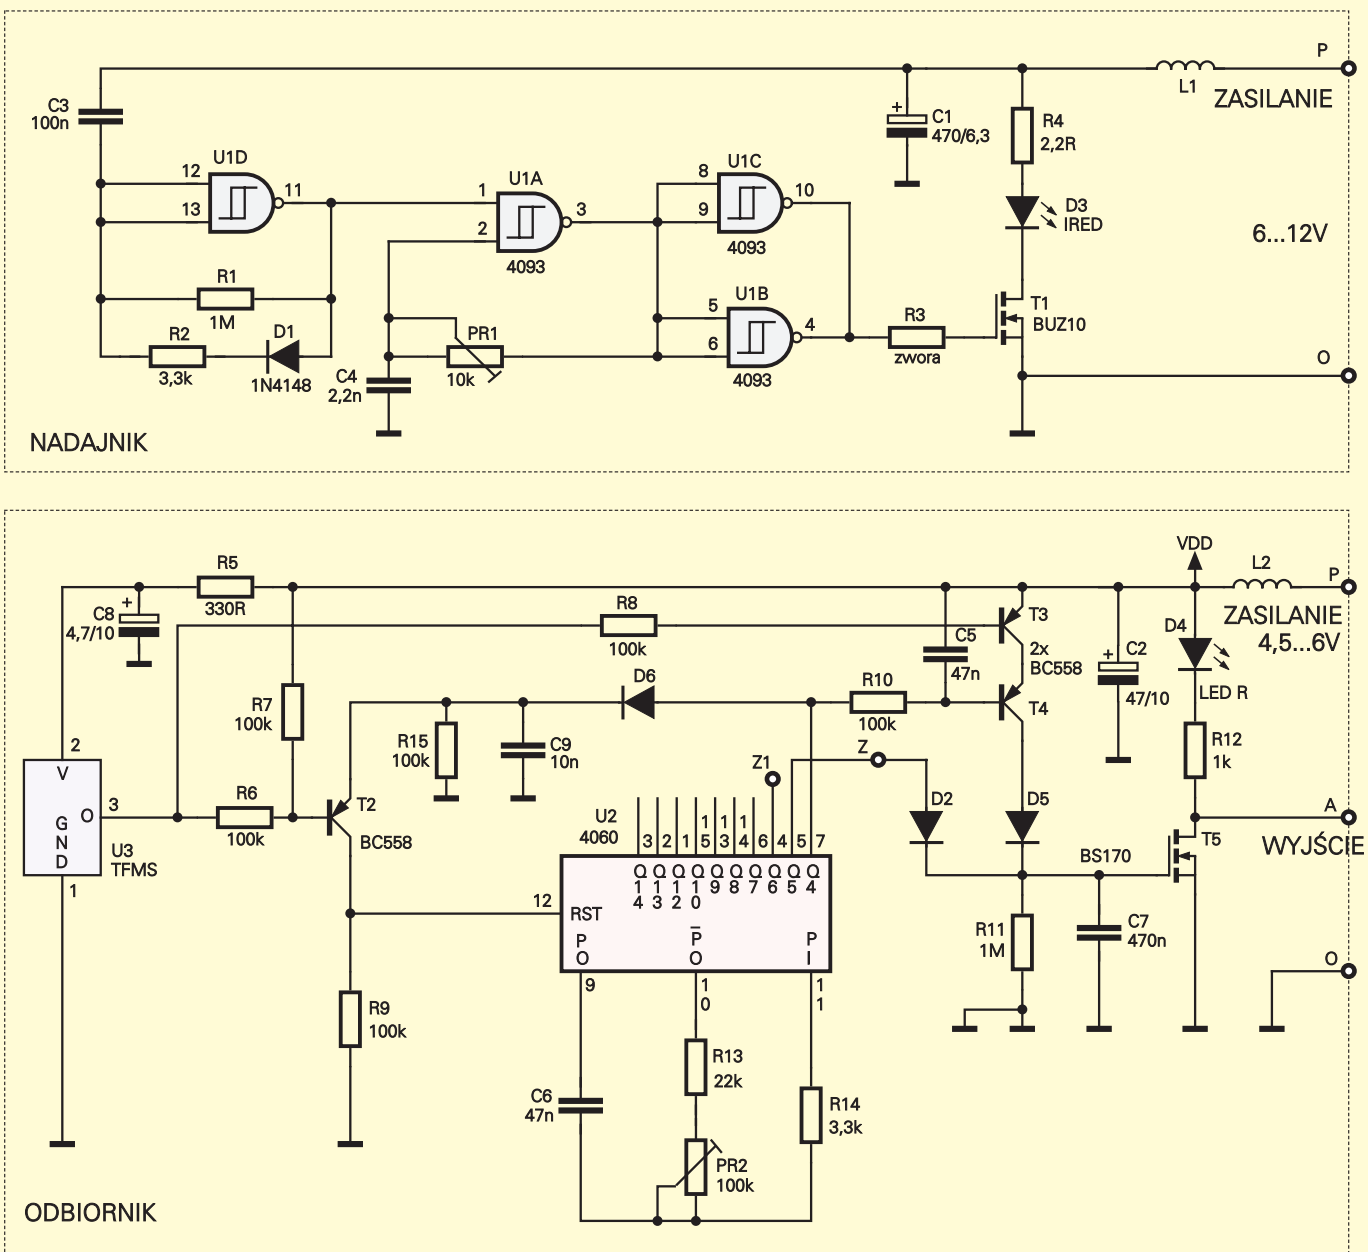 P
L1
ZASILANIE
C3
100n
+
C1
470/6,3
R4
2,2R
U1D
12
13
11
U1A
1
2
3
4093
U1C
8
9
10
4093
D3
IRED
6...12V
R1
1M
R2
3,3k
D1
1N4148
PR1
10k
C4
2,2n
U1B
5
6
4
4093
R3
zwora
T1
BUZ10
O
NADAJNIK
VDD
L2
P
R5
330R
+
C8
4,7/10
R8
100k
T3
2x
BC558
C5
47n
D4
ZASILANIE
4,5...6V
+
C2
47/10
LED R
D6
R7
100k
R15
100k
C9
10n
R10
100k
T4
R12
1k
2
V
O
3
G
N
D
1
U3
TFMS
R6
100k
T2
BC558
Z1
Z
U2
4060
3 2 1 15 13 14 6 4 5 7
Q14 Q13 Q12 Q10 Q9 Q8 Q7 Q6 Q5 Q4
12
RST
PO
P̅O
PI
9
10
11
D2
D5
BS170
T5
A
WYJŚCIE
R11
1M
C7
470n
O
R9
100k
C6
47n
R13
22k
PR2
100k
R14
3,3k
ODBIORNIK